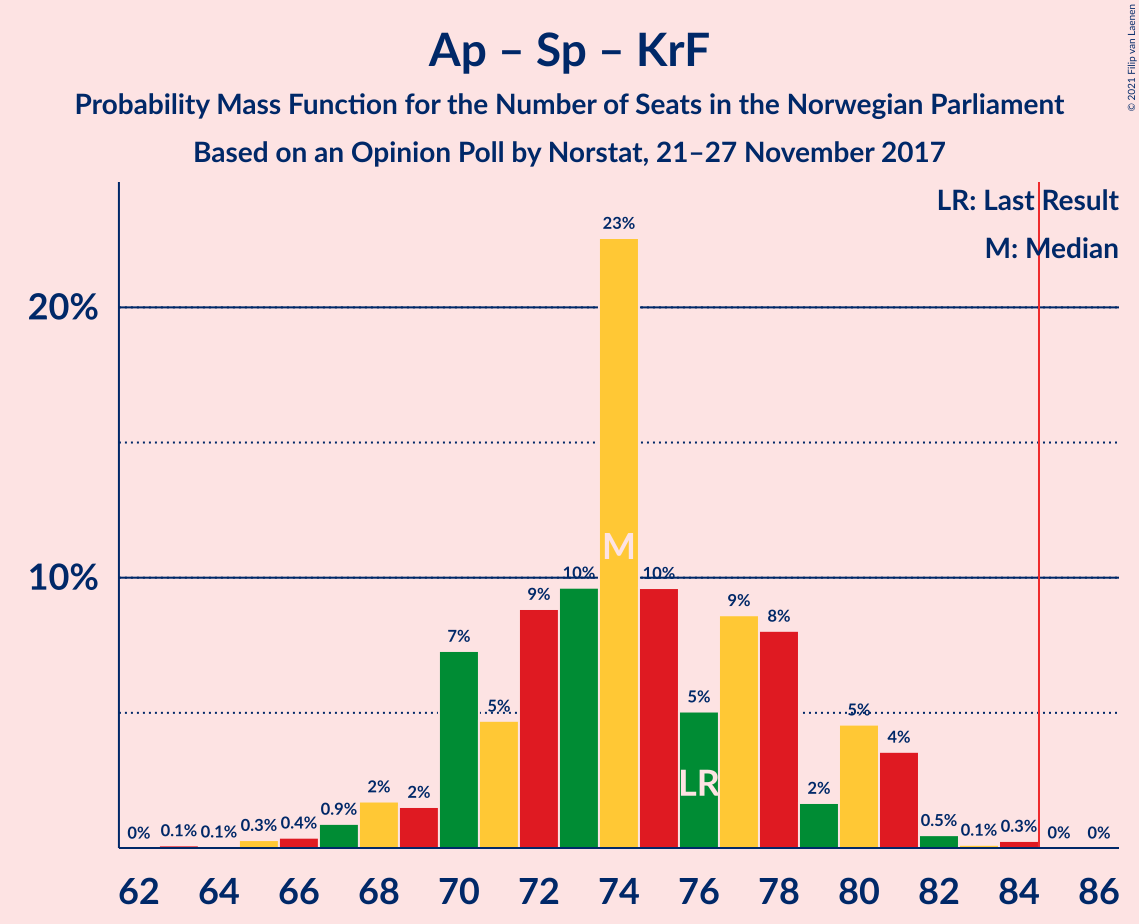 Ap – Sp – KrF
Probability Mass Function for the Number of Seats in the Norwegian Parliament
Based on an Opinion Poll by Norstat, 21–27 November 2017
© 2021 Filip van Laenen
LR: Last Result
M: Median
20%
10%
0% 0.1% 0.1% 0.3% 0.4% 0.9% 2% 2% 7% 5% 9% 10% 23% 10% 5% 9% 8% 2% 5% 4% 0.5% 0.1% 0.3% 0% 0%
M
LR
62 64 66 68 70 72 74 76 78 80 82 84 86